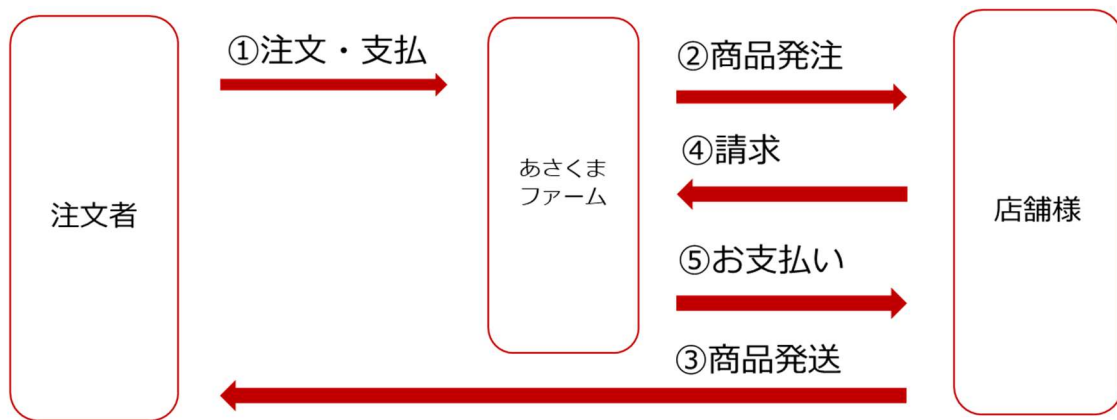 ①注文・支払
②商品発注
④請求
あさくま
ファーム
注文者
店舗様
⑤お支払い
③商品発送